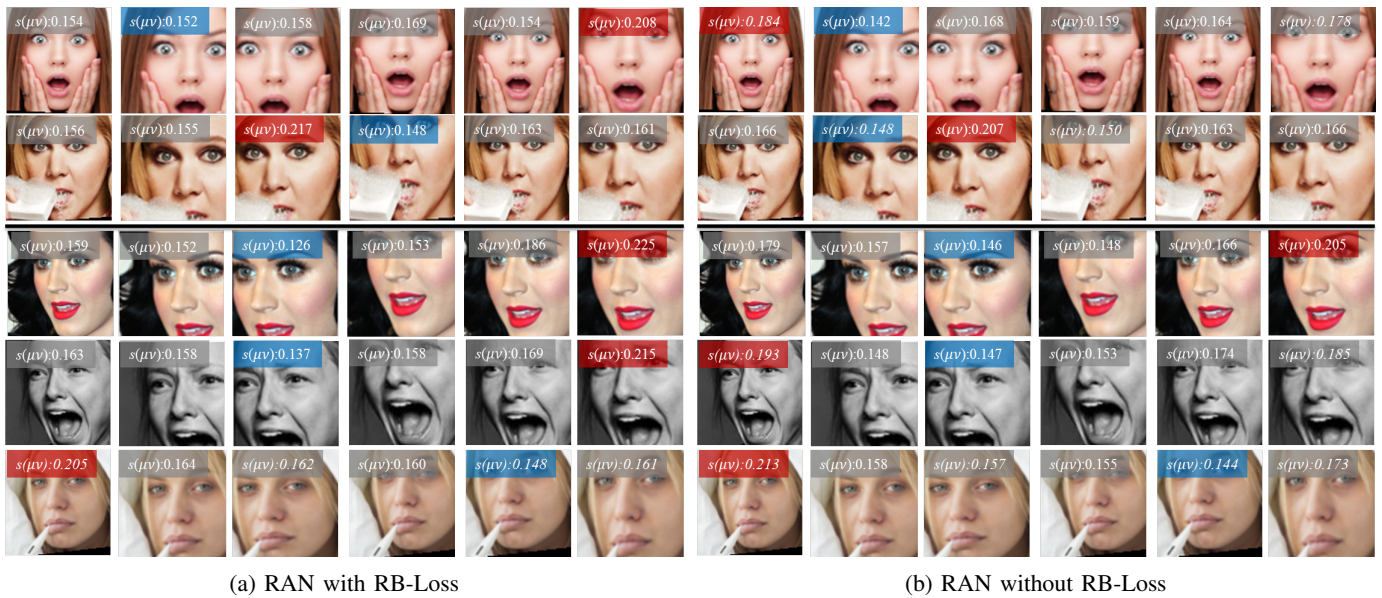 s(μv):0.154 s(μv):0.152 s(μv):0.158 s(μv):0.169 s(μv):0.154 s(μv):0.208 s(μv):0.184 s(μv):0.142 s(μv):0.168 s(μv):0.159 s(μv):0.164 s(μv):0.178
s(μv):0.156 s(μv):0.155 s(μv):0.217 s(μv):0.148 s(μv):0.163 s(μv):0.161 s(μv):0.166 s(μv):0.148 s(μv):0.207 s(μv):0.150 s(μv):0.163 s(μv):0.166
s(μv):0.159 s(μv):0.152 s(μv):0.126 s(μv):0.153 s(μv):0.186 s(μv):0.225 s(μv):0.179 s(μv):0.157 s(μv):0.146 s(μv):0.148 s(μv):0.166 s(μv):0.205
s(μv):0.163 s(μv):0.158 s(μv):0.137 s(μv):0.158 s(μv):0.169 s(μv):0.215 s(μv):0.193 s(μv):0.148 s(μv):0.147 s(μv):0.153 s(μv):0.174 s(μv):0.185
s(μv):0.205 s(μv):0.164 s(μv):0.162 s(μv):0.160 s(μv):0.148 s(μv):0.161 s(μv):0.213 s(μv):0.158 s(μv):0.157 s(μv):0.155 s(μv):0.144 s(μv):0.173
(a) RAN with RB-Loss (b) RAN without RB-Loss